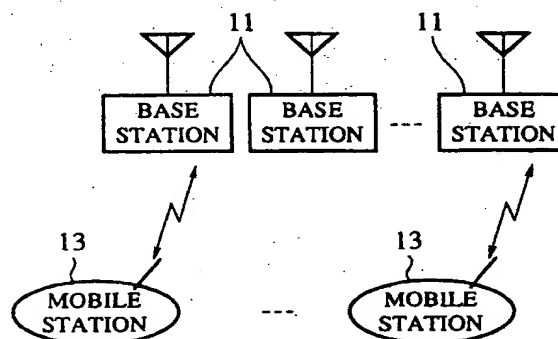 11 11
BASE STATION BASE STATION --- BASE STATION
13 13
MOBILE STATION --- MOBILE STATION